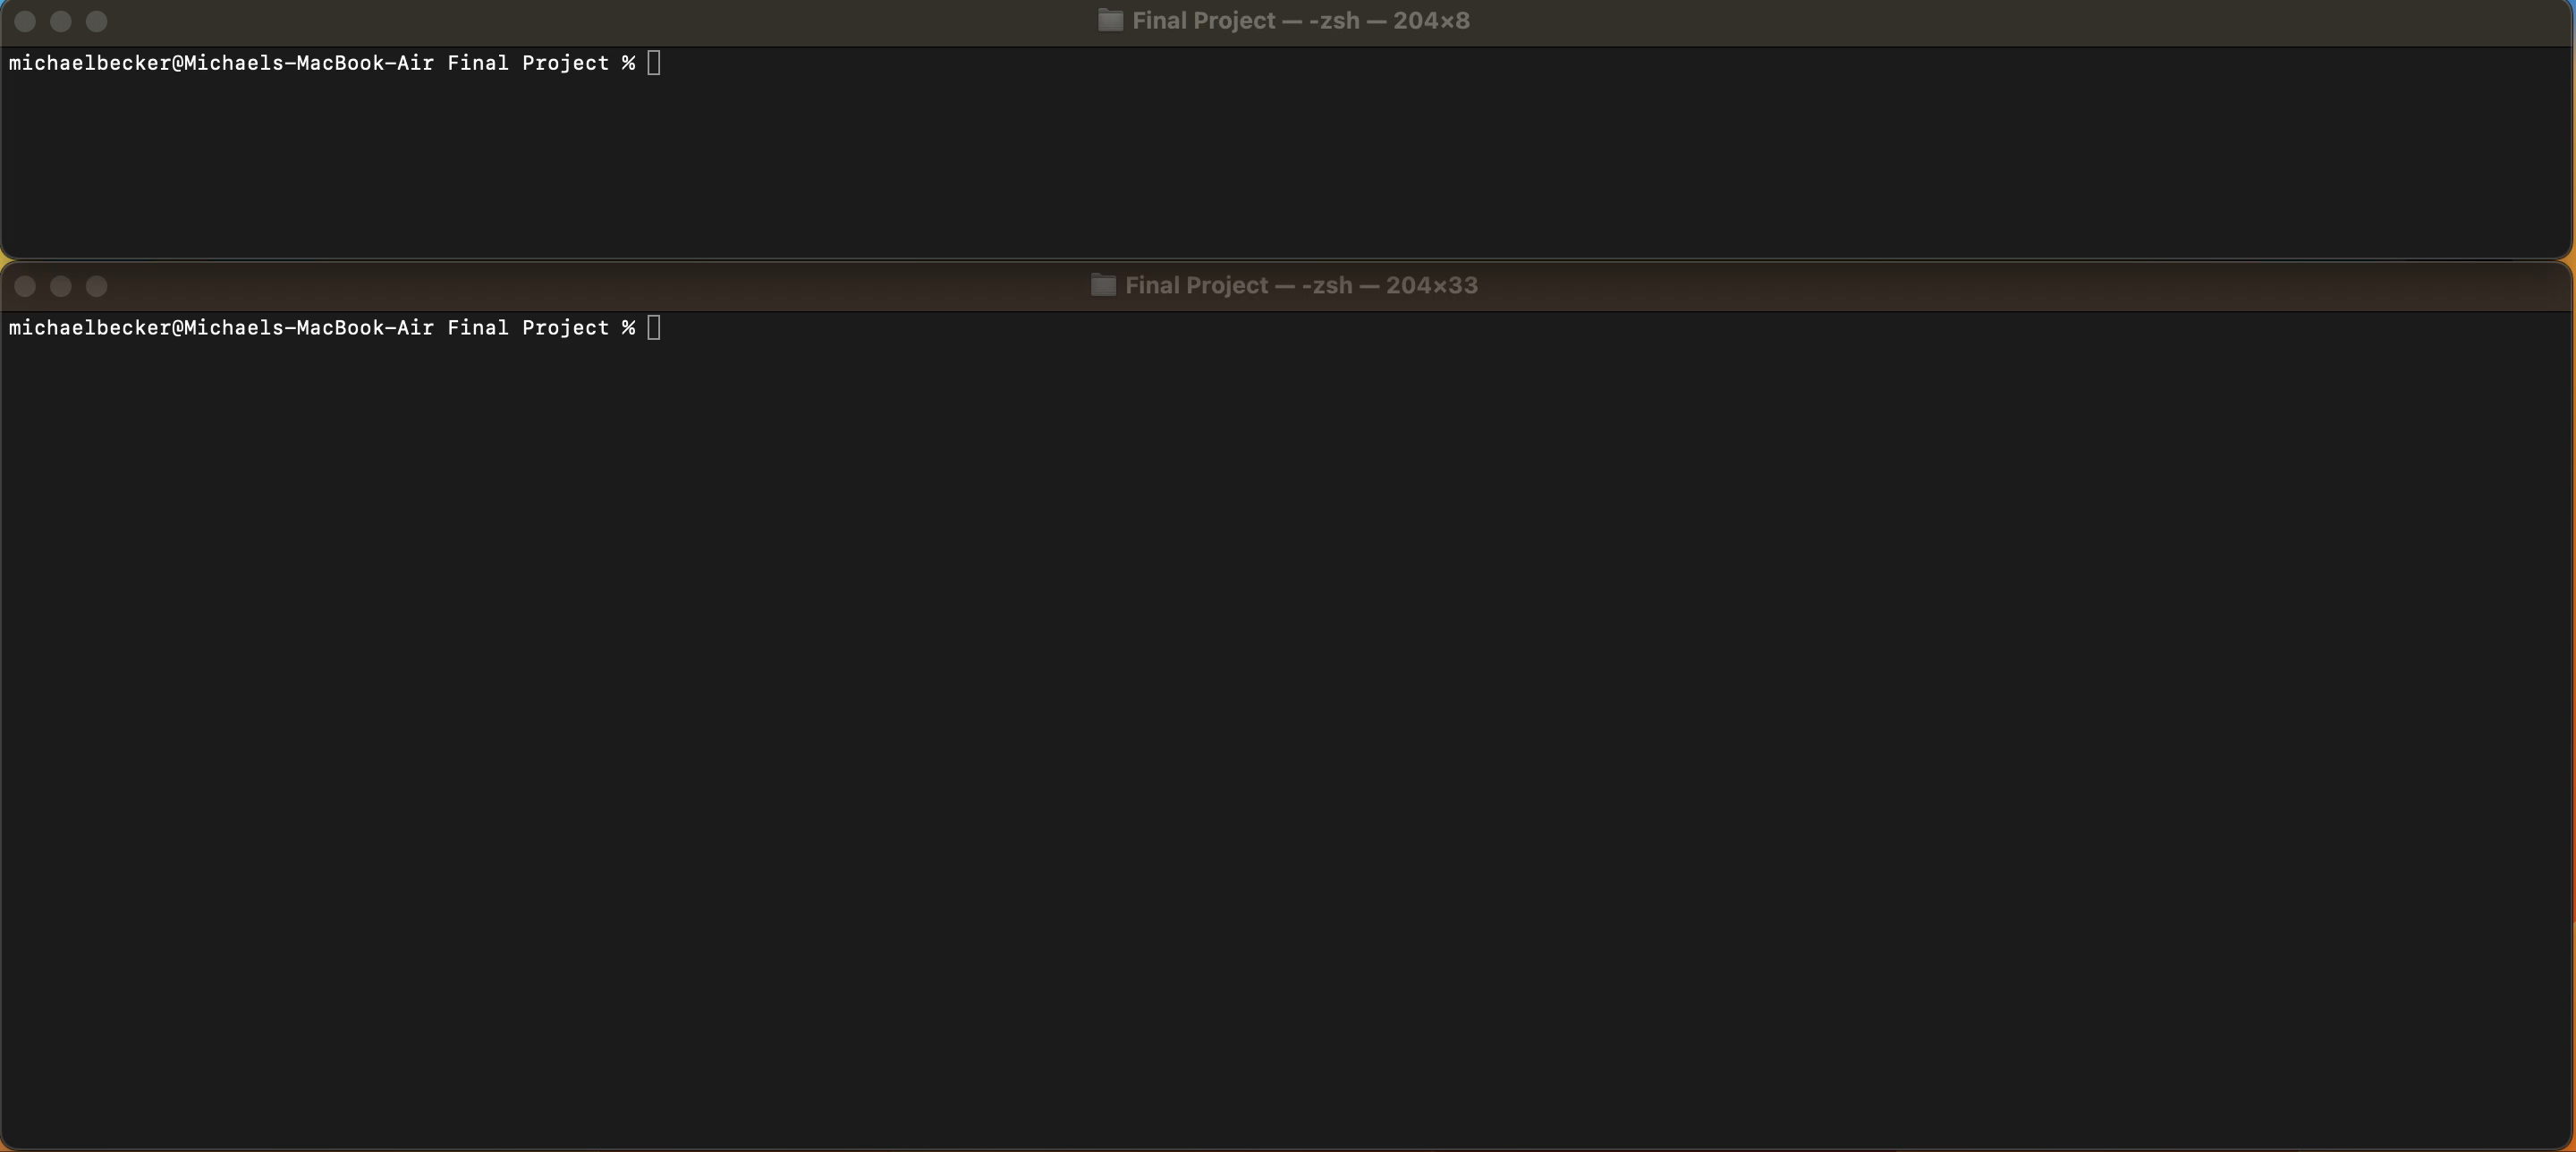 Final Project — -zsh — 204×8
michaelbecker@Michaels-MacBook-Air Final Project %
Final Project — -zsh — 204×33
michaelbecker@Michaels-MacBook-Air Final Project %